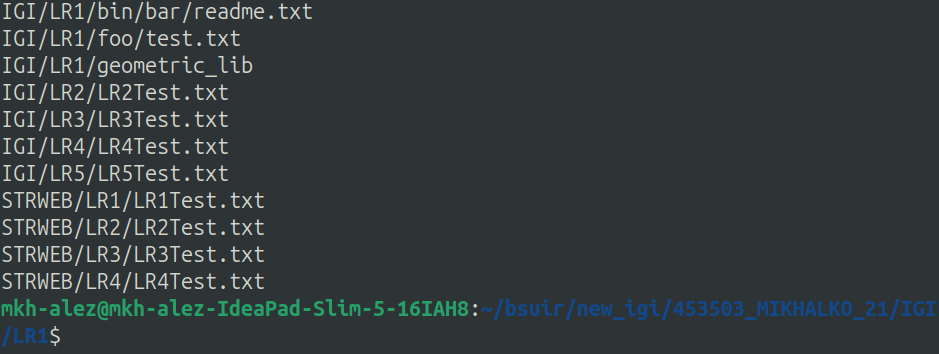 IGI/LR1/bin/bar/readme.txt
IGI/LR1/foo/test.txt
IGI/LR1/geometric_lib
IGI/LR2/LR2Test.txt
IGI/LR3/LR3Test.txt
IGI/LR4/LR4Test.txt
IGI/LR5/LR5Test.txt
STRWEB/LR1/LR1Test.txt
STRWEB/LR2/LR2Test.txt
STRWEB/LR3/LR3Test.txt
STRWEB/LR4/LR4Test.txt
mkh-alez@mkh-alez-IdeaPad-Slim-5-16IAH8:~/bsuir/new_igi/453503_MIKHALKO_21/IGI
/LR1$